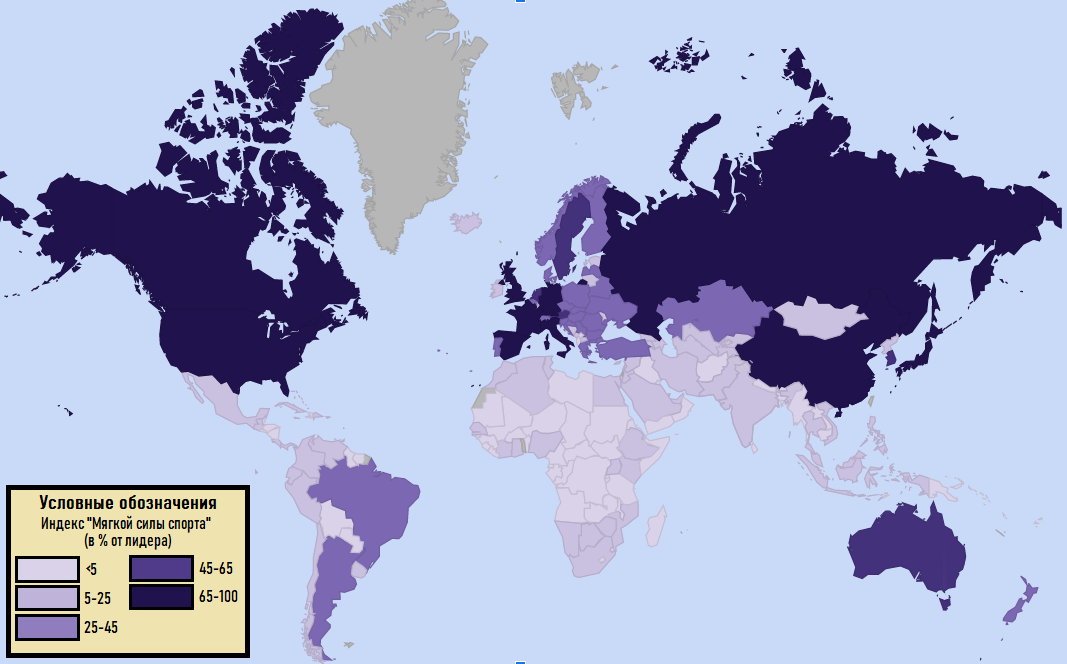 Условные обозначения
Индекс "Мягкой силы спорта"
(в % от лидера)
<5
5-25
25-45
45-65
65-100